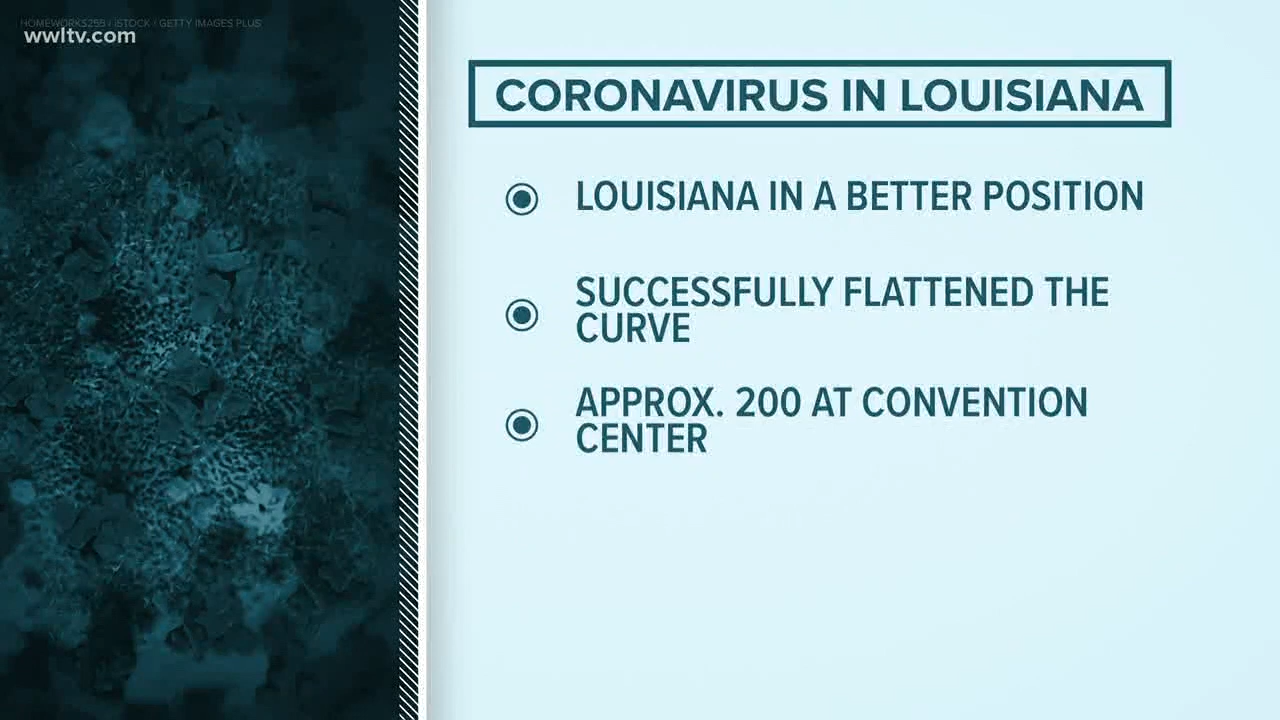 HOMEWORKS255 / iSTOCK / GETTY IMAGES PLUS
wwltv.com
CORONAVIRUS IN LOUISIANA
LOUISIANA IN A BETTER POSITION
SUCCESSFULLY FLATTENED THE
CURVE
APPROX. 200 AT CONVENTION
CENTER